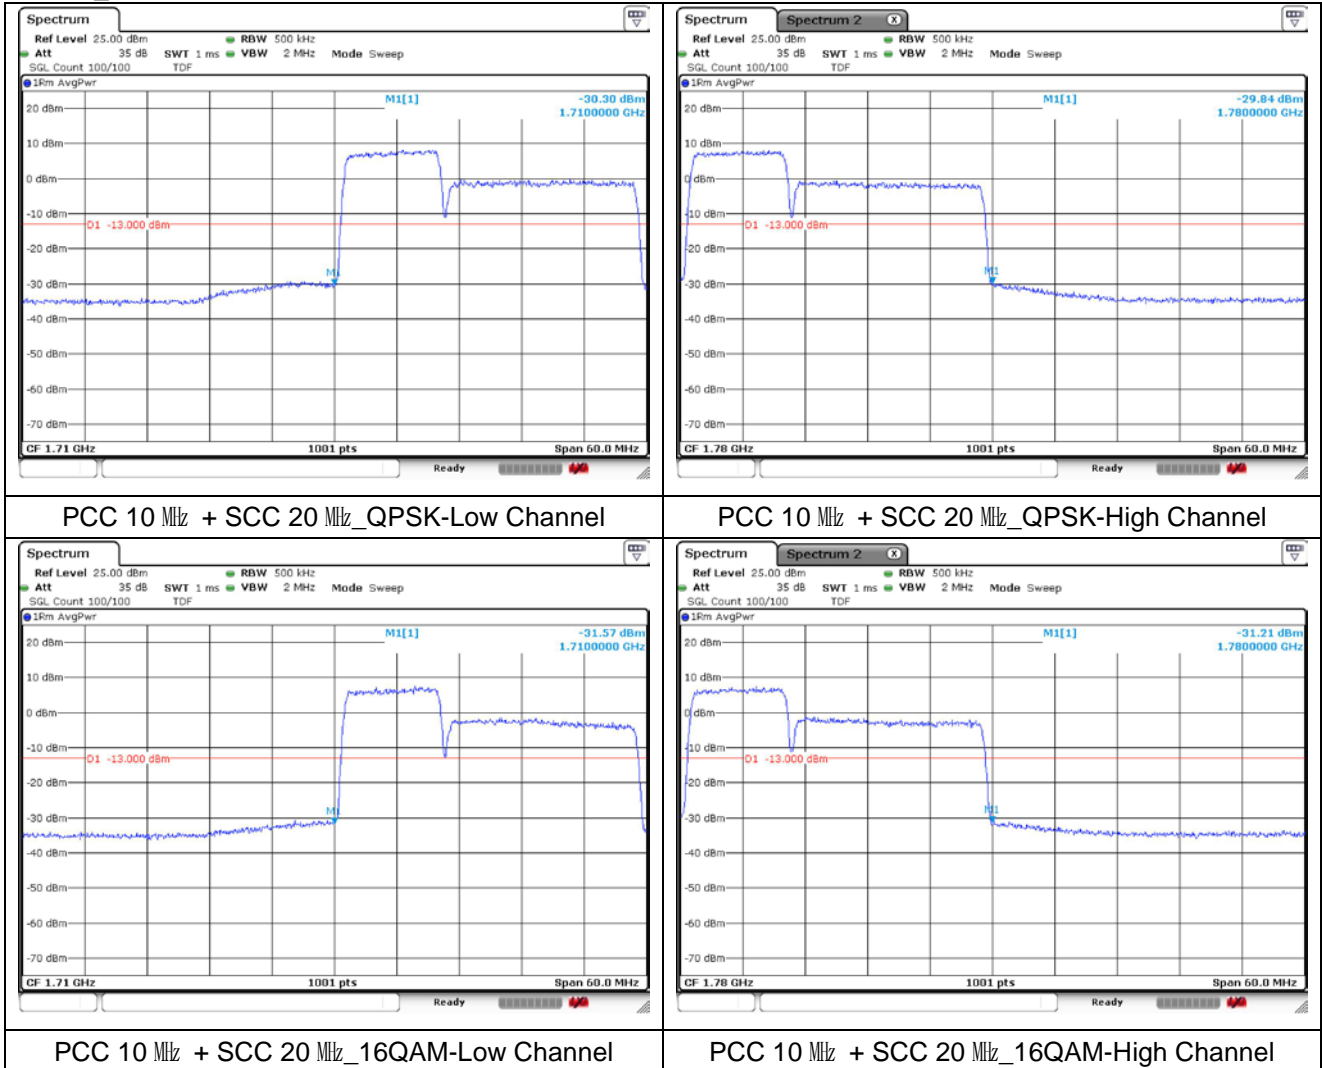 Spectrum
Ref Level 25.00 dBm RBW 500 kHz
Att 35 dB SWT 1 ms VBW 2 MHz Mode Sweep
SGL Count 100/100 TDF
1Rm AvgPwr
M1[1] -30.30 dBm
1.7100000 GHz
20 dBm
10 dBm
0 dBm
-10 dBm
D1 -13.000 dBm
-20 dBm
M1
-30 dBm
-40 dBm
-50 dBm
-60 dBm
-70 dBm
CF 1.71 GHz 1001 pts Span 60.0 MHz
Ready
PCC 10 ㎒ + SCC 20 ㎒_QPSK-Low Channel
Spectrum Spectrum 2 X
Ref Level 25.00 dBm RBW 500 kHz
Att 35 dB SWT 1 ms VBW 2 MHz Mode Sweep
SGL Count 100/100 TDF
1Rm AvgPwr
M1[1] -29.84 dBm
1.7800000 GHz
20 dBm
10 dBm
0 dBm
-10 dBm
D1 -13.000 dBm
-20 dBm
M1
-30 dBm
-40 dBm
-50 dBm
-60 dBm
-70 dBm
CF 1.78 GHz 1001 pts Span 60.0 MHz
Ready
PCC 10 ㎒ + SCC 20 ㎒_QPSK-High Channel
Spectrum
Ref Level 25.00 dBm RBW 500 kHz
Att 35 dB SWT 1 ms VBW 2 MHz Mode Sweep
SGL Count 100/100 TDF
1Rm AvgPwr
M1[1] -31.57 dBm
1.7100000 GHz
20 dBm
10 dBm
0 dBm
-10 dBm
D1 -13.000 dBm
-20 dBm
M1
-30 dBm
-40 dBm
-50 dBm
-60 dBm
-70 dBm
CF 1.71 GHz 1001 pts Span 60.0 MHz
Ready
PCC 10 ㎒ + SCC 20 ㎒_16QAM-Low Channel
Spectrum Spectrum 2 X
Ref Level 25.00 dBm RBW 500 kHz
Att 35 dB SWT 1 ms VBW 2 MHz Mode Sweep
SGL Count 100/100 TDF
1Rm AvgPwr
M1[1] -31.21 dBm
1.7800000 GHz
20 dBm
10 dBm
0 dBm
-10 dBm
D1 -13.000 dBm
-20 dBm
M1
-30 dBm
-40 dBm
-50 dBm
-60 dBm
-70 dBm
CF 1.78 GHz 1001 pts Span 60.0 MHz
Ready
PCC 10 ㎒ + SCC 20 ㎒_16QAM-High Channel